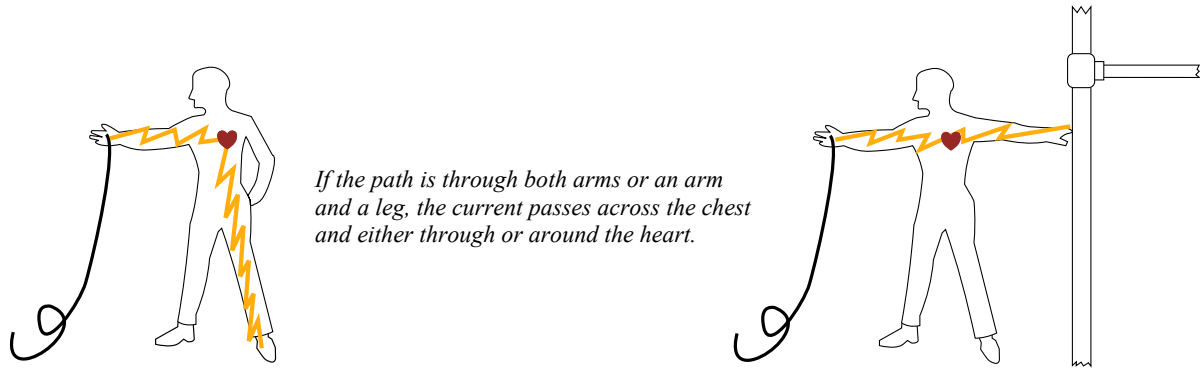 If the path is through both arms or an arm
and a leg, the current passes across the chest
and either through or around the heart.